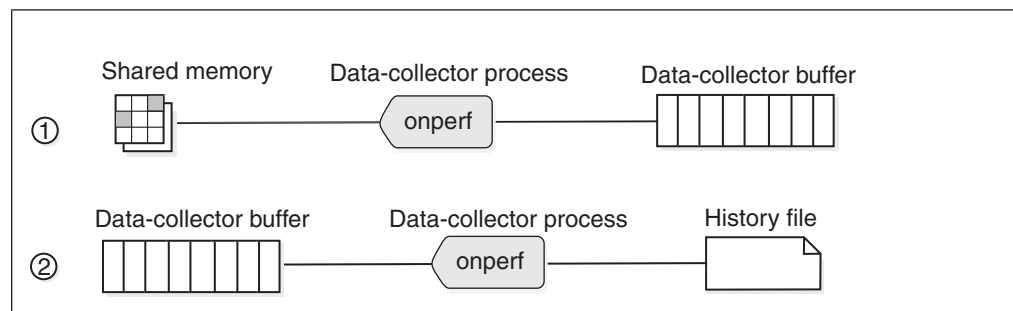 Shared memory Data-collector process Data-collector buffer
① onperf
Data-collector buffer Data-collector process History file
② onperf